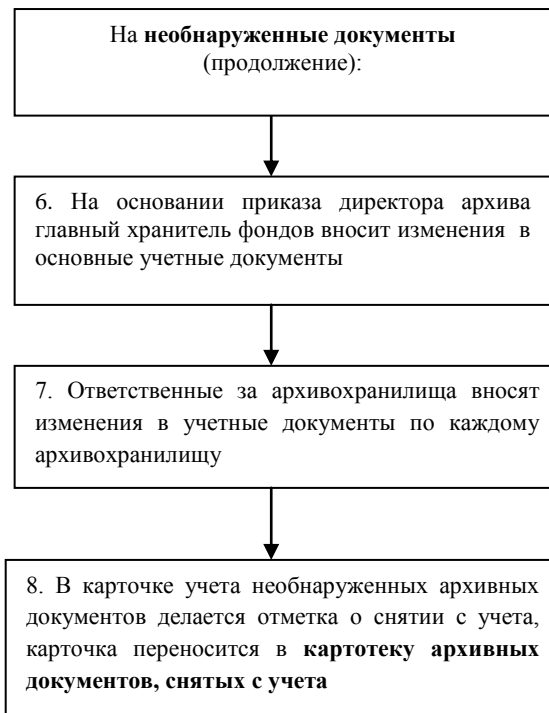 На необнаруженные документы
(продолжение):
6. На основании приказа директора архива
главный хранитель фондов вносит изменения в
основные учетные документы
7. Ответственные за архивохранилища вносят
изменения в учетные документы по каждому
архивохранилищу
8. В карточке учета необнаруженных архивных
документов делается отметка о снятии с учета,
карточка переносится в картотеку архивных
документов, снятых с учета